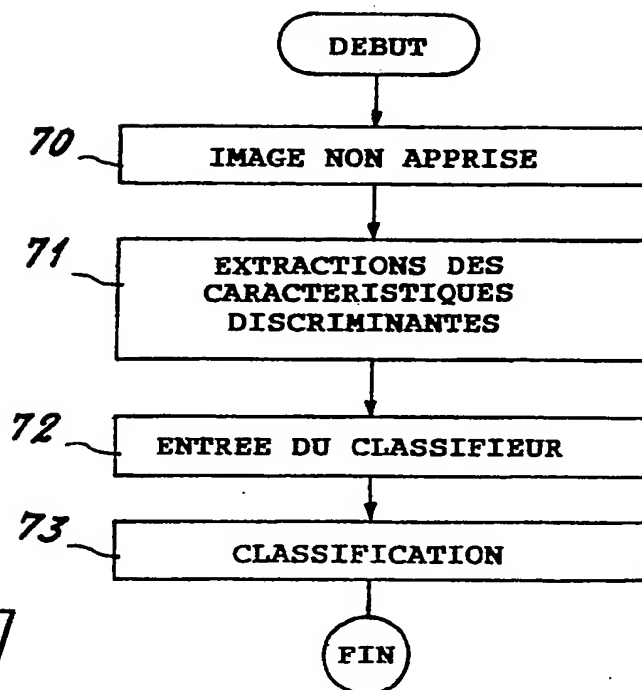 DEBUT
70
IMAGE NON APPRISE
71
EXTRACTIONS DES
CARACTERISTIQUES
DISCRIMINANTES
72
ENTREE DU CLASSIFIEUR
73
CLASSIFICATION
FIN